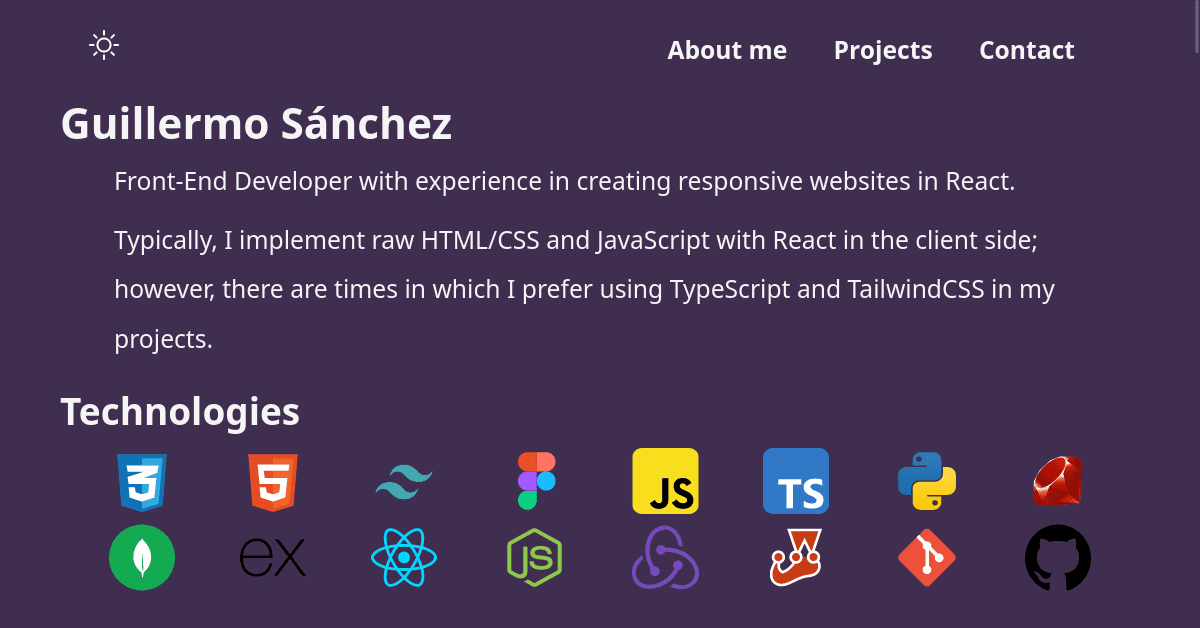 About me Projects Contact
Guillermo Sánchez
Front-End Developer with experience in creating responsive websites in React.
Typically, I implement raw HTML/CSS and JavaScript with React in the client side;
however, there are times in which I prefer using TypeScript and TailwindCSS in my
projects.
Technologies
3 5 JS TS
ex JS